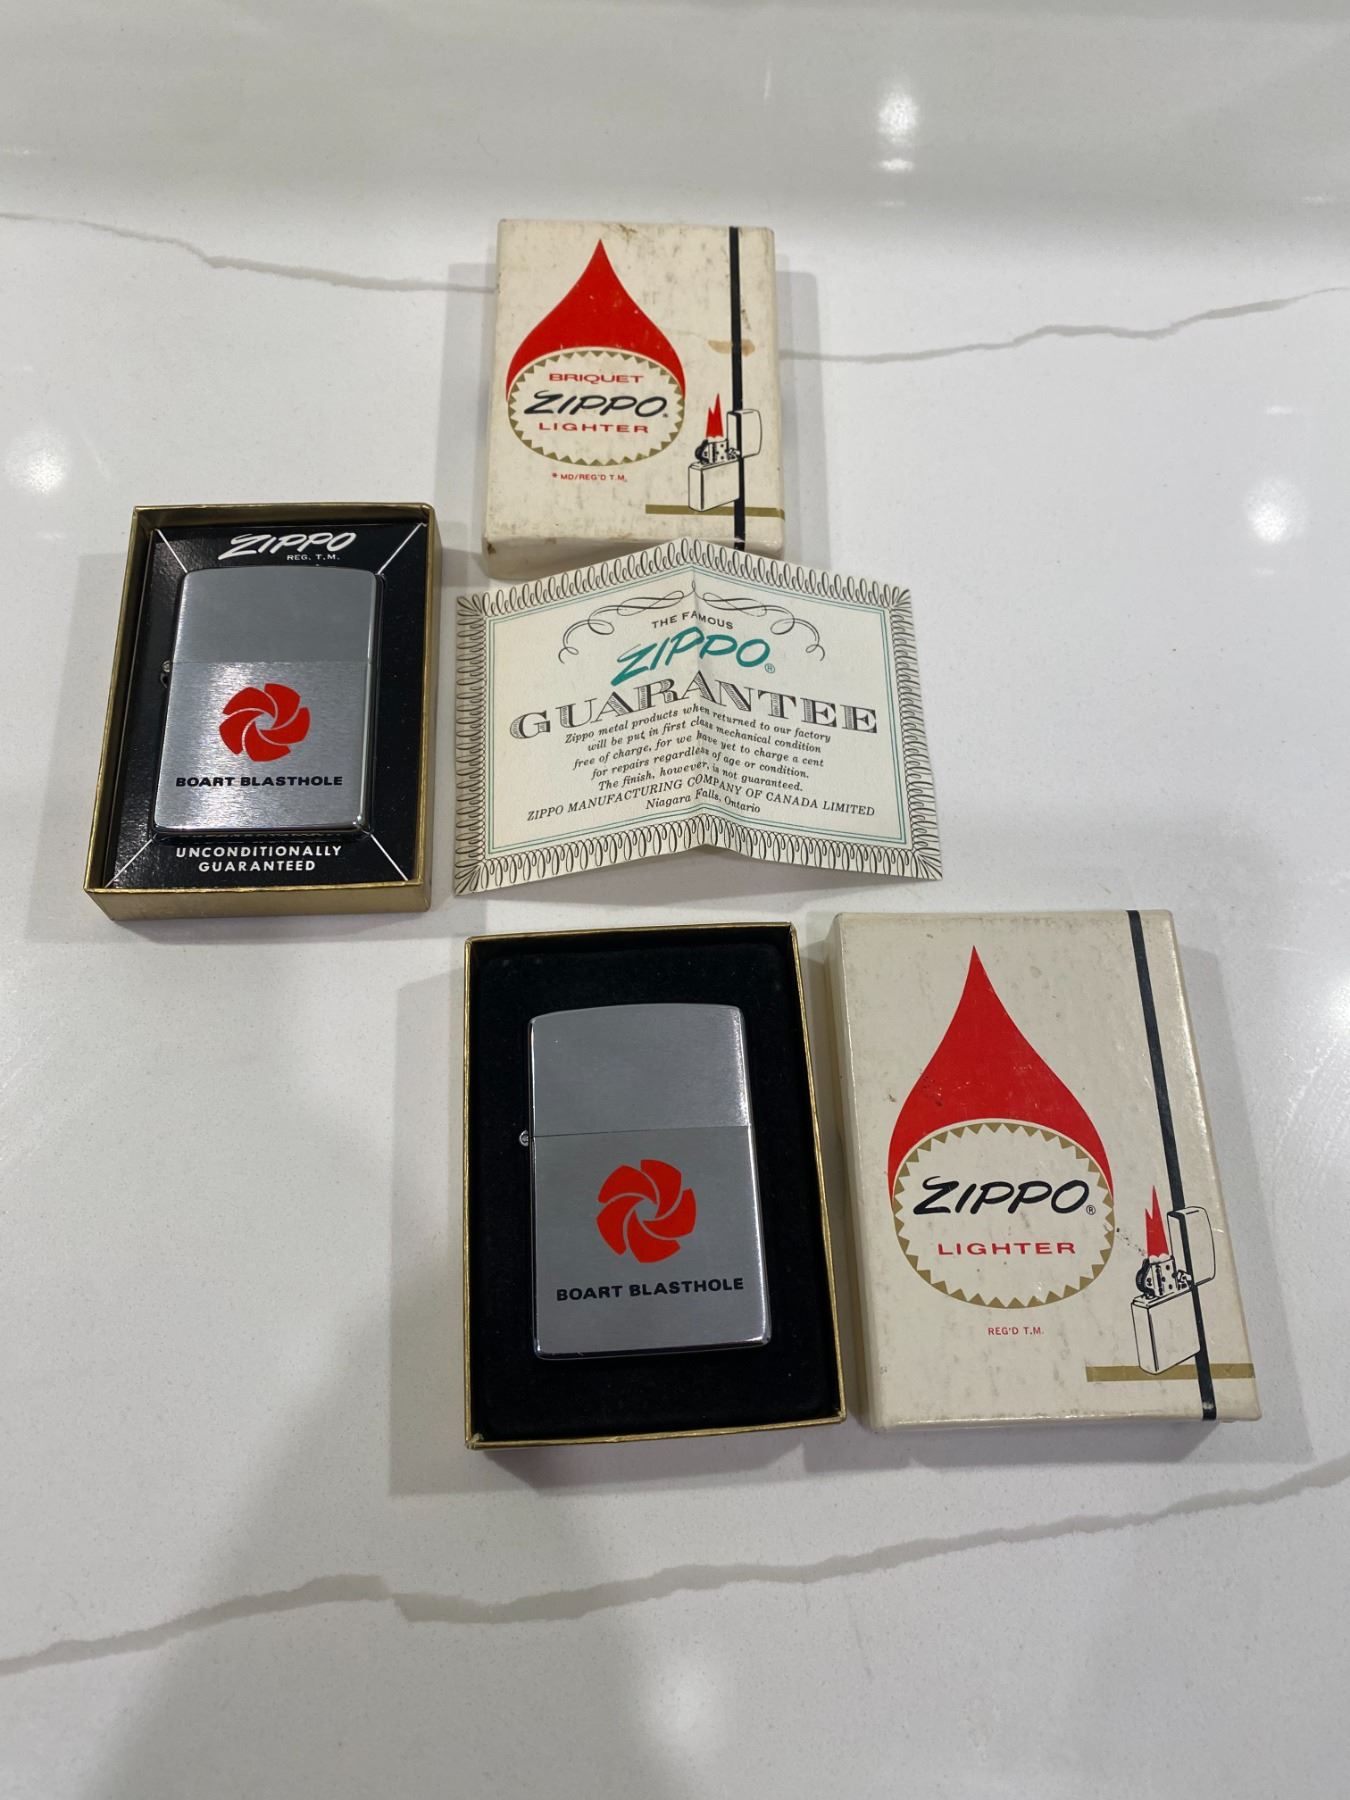 BRIQUET
ZIPPO*
LIGHTER
* MD/REG'D T.M.
ZIPPO
REG. T.M.
BOART BLASTHOLE
UNCONDITIONALLY
GUARANTEED
THE FAMOUS
ZIPPO®
GUARANTEE
Zippo metal products when returned to our factory
will be put in first class mechanical condition
free of charge, for we have yet to charge a cent
for repairs regardless of age or condition.
The finish, however, is not guaranteed.
ZIPPO MANUFACTURING COMPANY OF CANADA LIMITED
Niagara Falls, Ontario
BOART BLASTHOLE
ZIPPO®
LIGHTER
REG'D T.M.